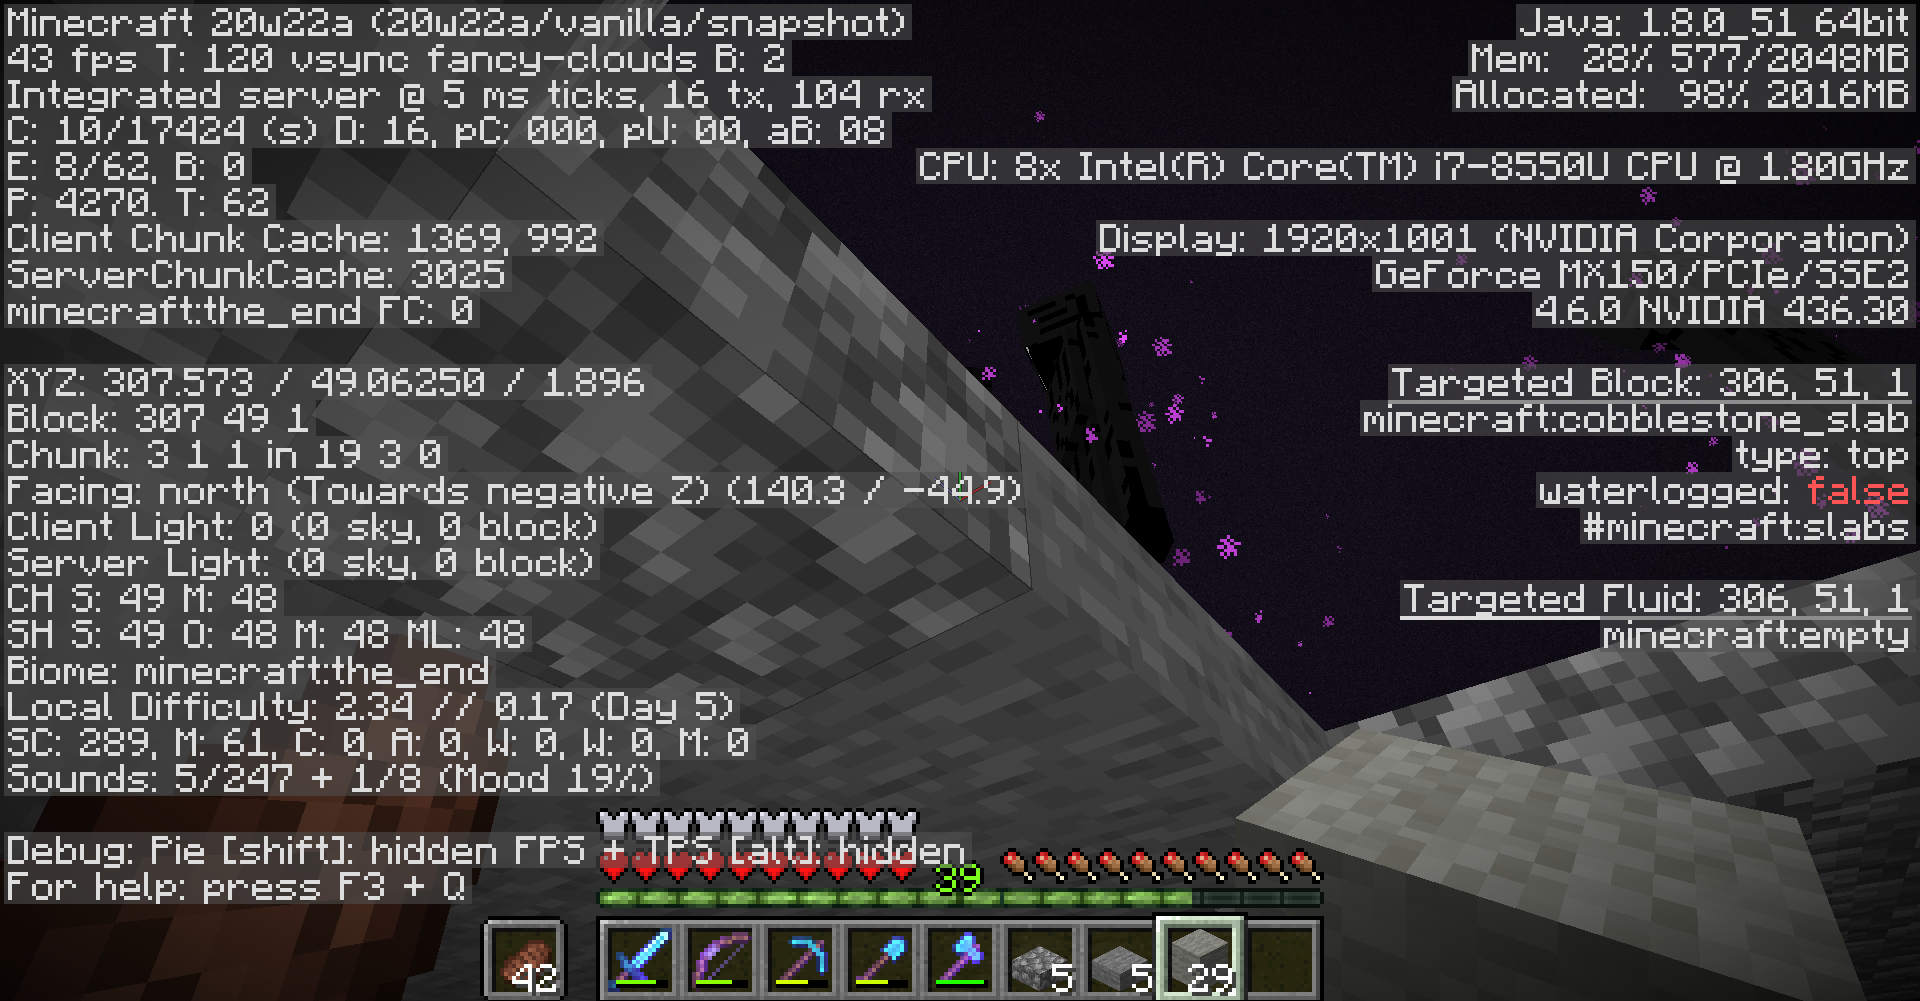 Minecraft 20w22a (20w22a/vanilla/snapshot)
43 fps T: 120 vsync fancy-clouds B: 2
Integrated server @ 5 ms ticks, 16 tx, 104 rx
C: 10/17424 (s) D: 16, pC: 000, pU: 00, aB: 08
E: 8/62, B: 0
P: 4270. T: 62
Client Chunk Cache: 1369, 992
ServerChunkCache: 3025
minecraft:the_end FC: 0
XYZ: 307.573 / 49.06250 / 1.896
Block: 307 49 1
Chunk: 3 1 1 in 19 3 0
Facing: north (Towards negative Z) (140.3 / -44.9)
Client Light: 0 (0 sky, 0 block)
Server Light: (0 sky, 0 block)
CH S: 49 M: 48
SH S: 49 O: 48 M: 48 ML: 48
Biome: minecraft:the_end
Local Difficulty: 2.34 // 0.17 (Day 5)
SC: 289, M: 61, C: 0, A: 0, W: 0, W: 0, M: 0
Sounds: 5/247 + 1/8 (Mood 19%)
Debug: Pie [shift]: hidden FPS + TPS [alt]: hidden
For help: press F3 + Q
Java: 1.8.0_51 64bit
Mem: 28% 577/2048MB
Allocated: 98% 2016MB
CPU: 8x Intel(R) Core(TM) i7-8550U CPU @ 1.80GHz
Display: 1920x1001 (NVIDIA Corporation)
GeForce MX150/PCIe/SSE2
4.6.0 NVIDIA 436.30
Targeted Block: 306, 51, 1
minecraft:cobblestone_slab
type: top
waterlogged: false
#minecraft:slabs
Targeted Fluid: 306, 51, 1
minecraft:empty
39
42
5
5
29